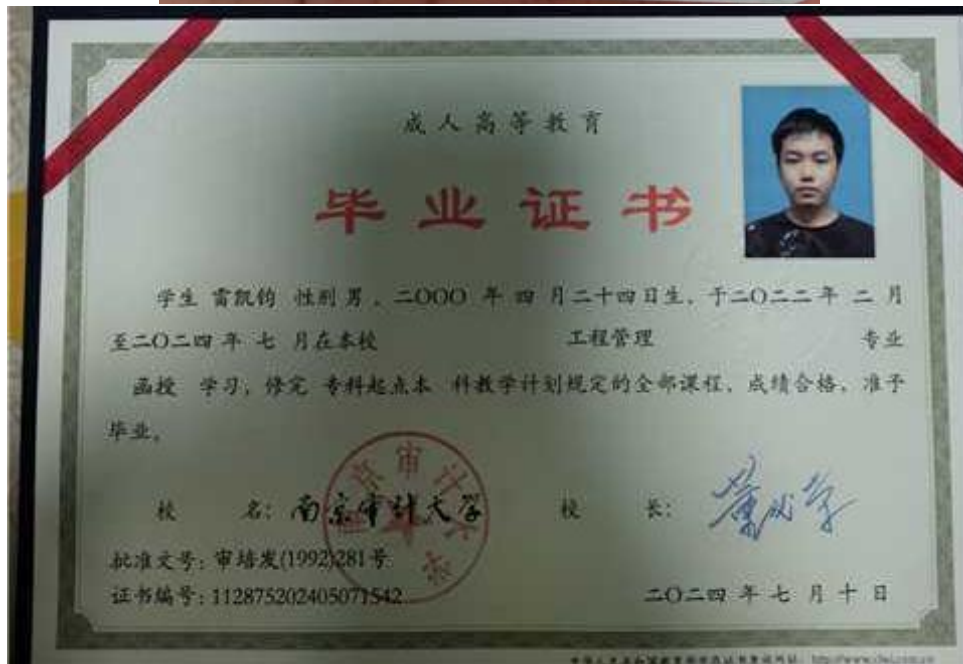 成人高等教育
毕业证书
学生 雷凯钧 性别 男，二〇〇〇 年 四 月二十四日生，于二〇二二年 二 月
至二〇二四 年 七 月在本校 工程管理 专业
函授 学习，修完 专科起点本 科教学计划规定的全部课程，成绩合格，准予
毕业。
校 名：南京审计大学 校 长：
批准文号：审培发(1992)281号
证书编号：112875202405071542 二〇二四 年 七 月 十 日